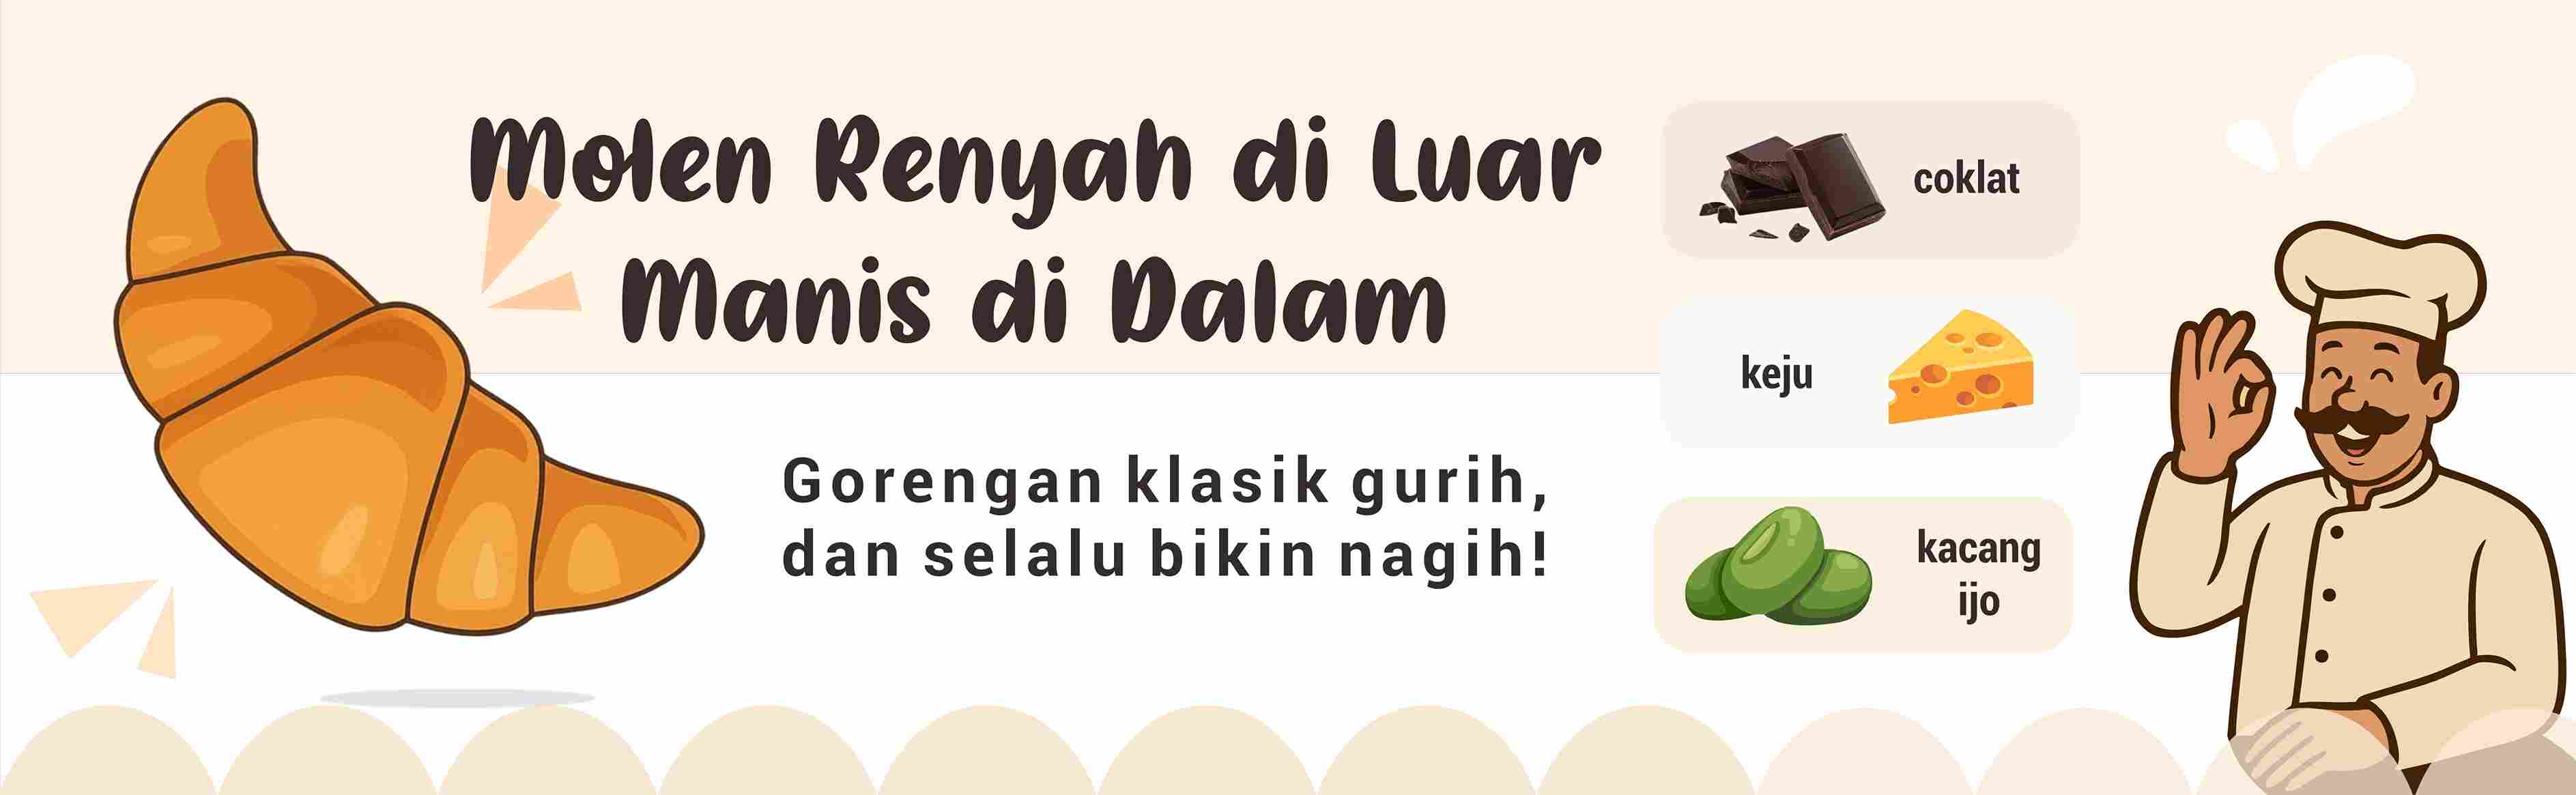 Molen Renyah di Luar
Manis di Dalam
Gorengan klasik gurih,
dan selalu bikin nagih!
coklat
keju
kacang
ijo